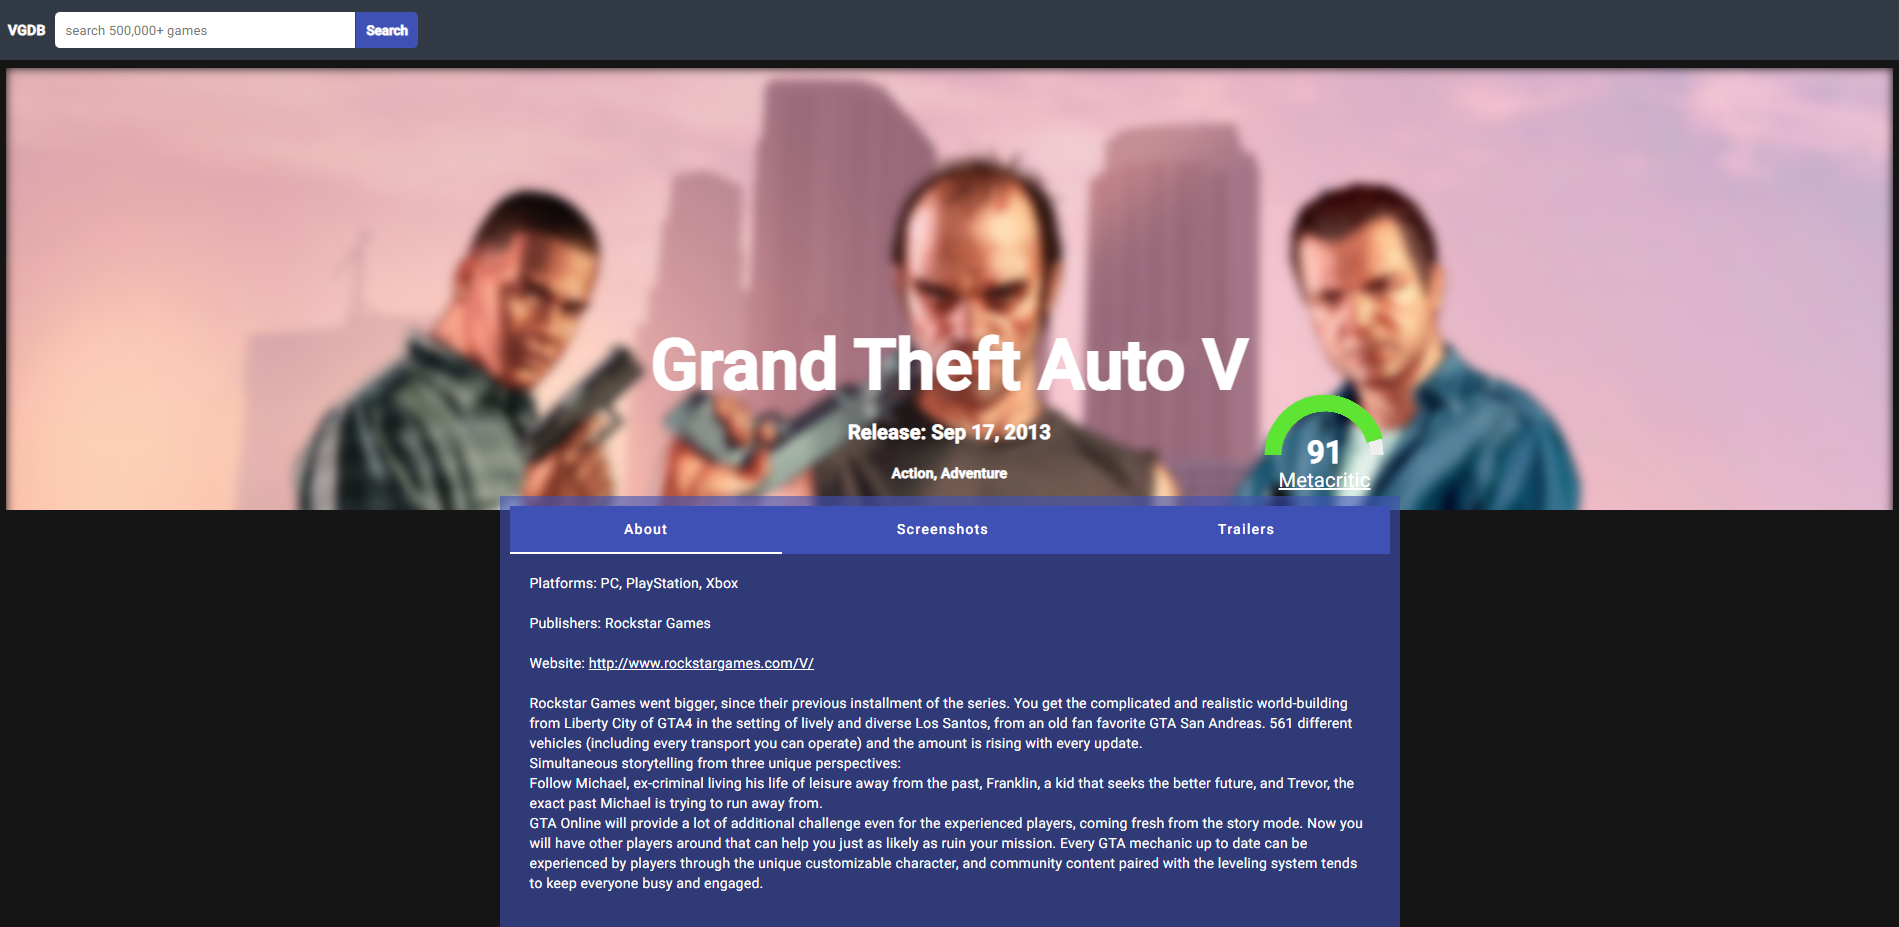 VGDB
search 500,000+ games
Search
Grand Theft Auto V
Release: Sep 17, 2013
Action, Adventure
91
Metacritic
About
Screenshots
Trailers
Platforms: PC, PlayStation, Xbox
Publishers: Rockstar Games
Website: http://www.rockstargames.com/V/
Rockstar Games went bigger, since their previous installment of the series. You get the complicated and realistic world-building
from Liberty City of GTA4 in the setting of lively and diverse Los Santos, from an old fan favorite GTA San Andreas. 561 different
vehicles (including every transport you can operate) and the amount is rising with every update.
Simultaneous storytelling from three unique perspectives:
Follow Michael, ex-criminal living his life of leisure away from the past, Franklin, a kid that seeks the better future, and Trevor, the
exact past Michael is trying to run away from.
GTA Online will provide a lot of additional challenge even for the experienced players, coming fresh from the story mode. Now you
will have other players around that can help you just as likely as ruin your mission. Every GTA mechanic up to date can be
experienced by players through the unique customizable character, and community content paired with the leveling system tends
to keep everyone busy and engaged.